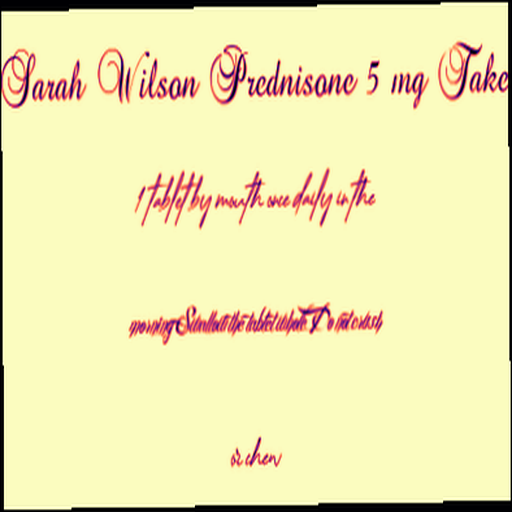 Sarah Wilson Prednisone 5 mg Take
1 tablet by mouth once daily in the
morning Swallow the tablet whole Do not crush
or chew